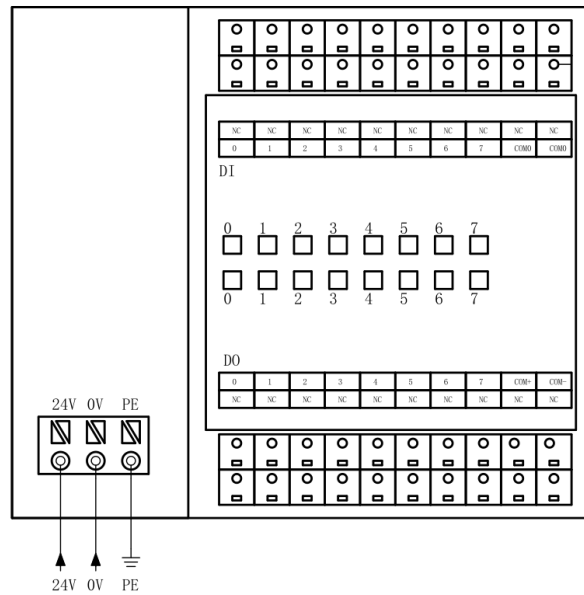 NC NC NC NC NC NC NC NC NC NC
0 1 2 3 4 5 6 7 COM0 COM0
DI
0 1 2 3 4 5 6 7
0 1 2 3 4 5 6 7
DO
0 1 2 3 4 5 6 7 COM+ COM-
NC NC NC NC NC NC NC NC NC NC
24V 0V PE
24V 0V PE